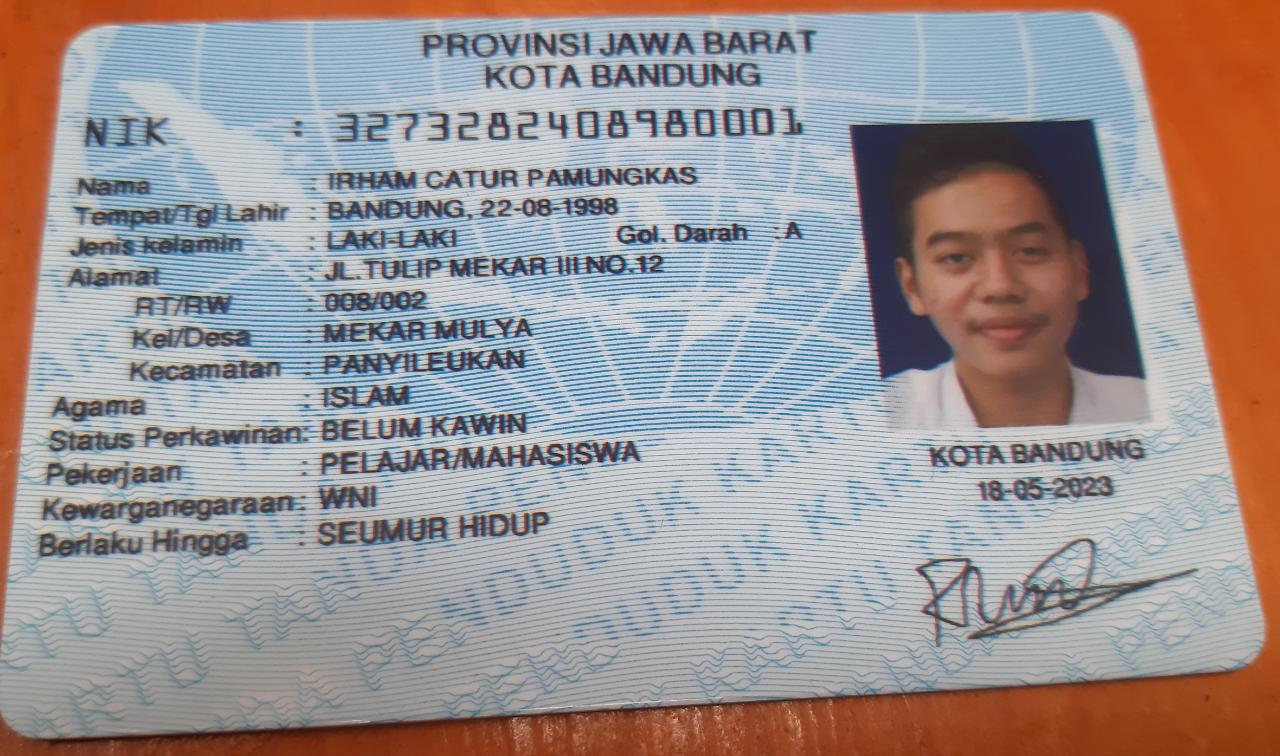 PROVINSI JAWA BARAT
KOTA BANDUNG
NIK : 3273282408980001
Nama : IRHAM CATUR PAMUNGKAS
Tempat/Tgl Lahir : BANDUNG, 22-08-1998
Jenis kelamin : LAKI-LAKI Gol. Darah : A
Alamat : JL.TULIP MEKAR III NO.12
RT/RW : 008/002
Kel/Desa : MEKAR MULYA
Kecamatan : PANYILEUKAN
Agama : ISLAM
Status Perkawinan: BELUM KAWIN
Pekerjaan : PELAJAR/MAHASISWA
Kewarganegaraan: WNI
Berlaku Hingga : SEUMUR HIDUP
KOTA BANDUNG
18-05-2023